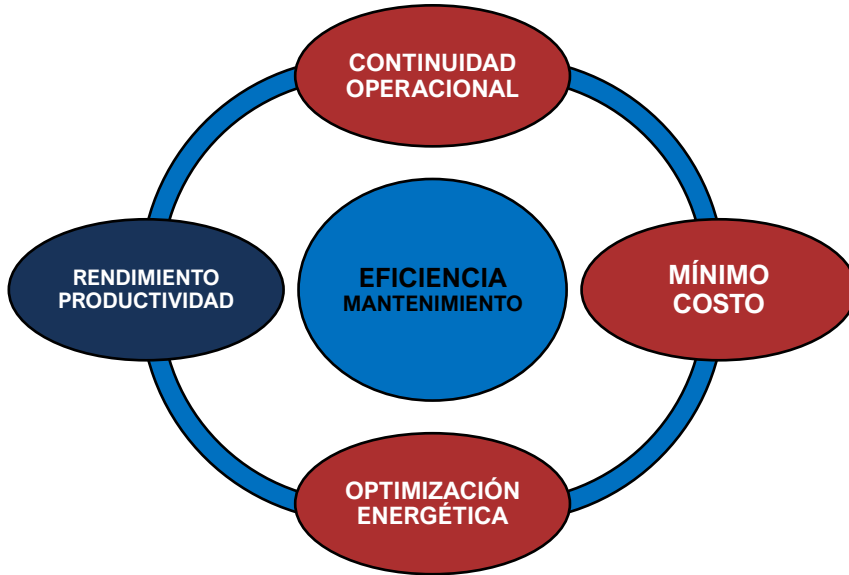 CONTINUIDAD
OPERACIONAL
RENDIMIENTO
PRODUCTIVIDAD
EFICIENCIA
MANTENIMIENTO
MÍNIMO
COSTO
OPTIMIZACIÓN
ENERGÉTICA